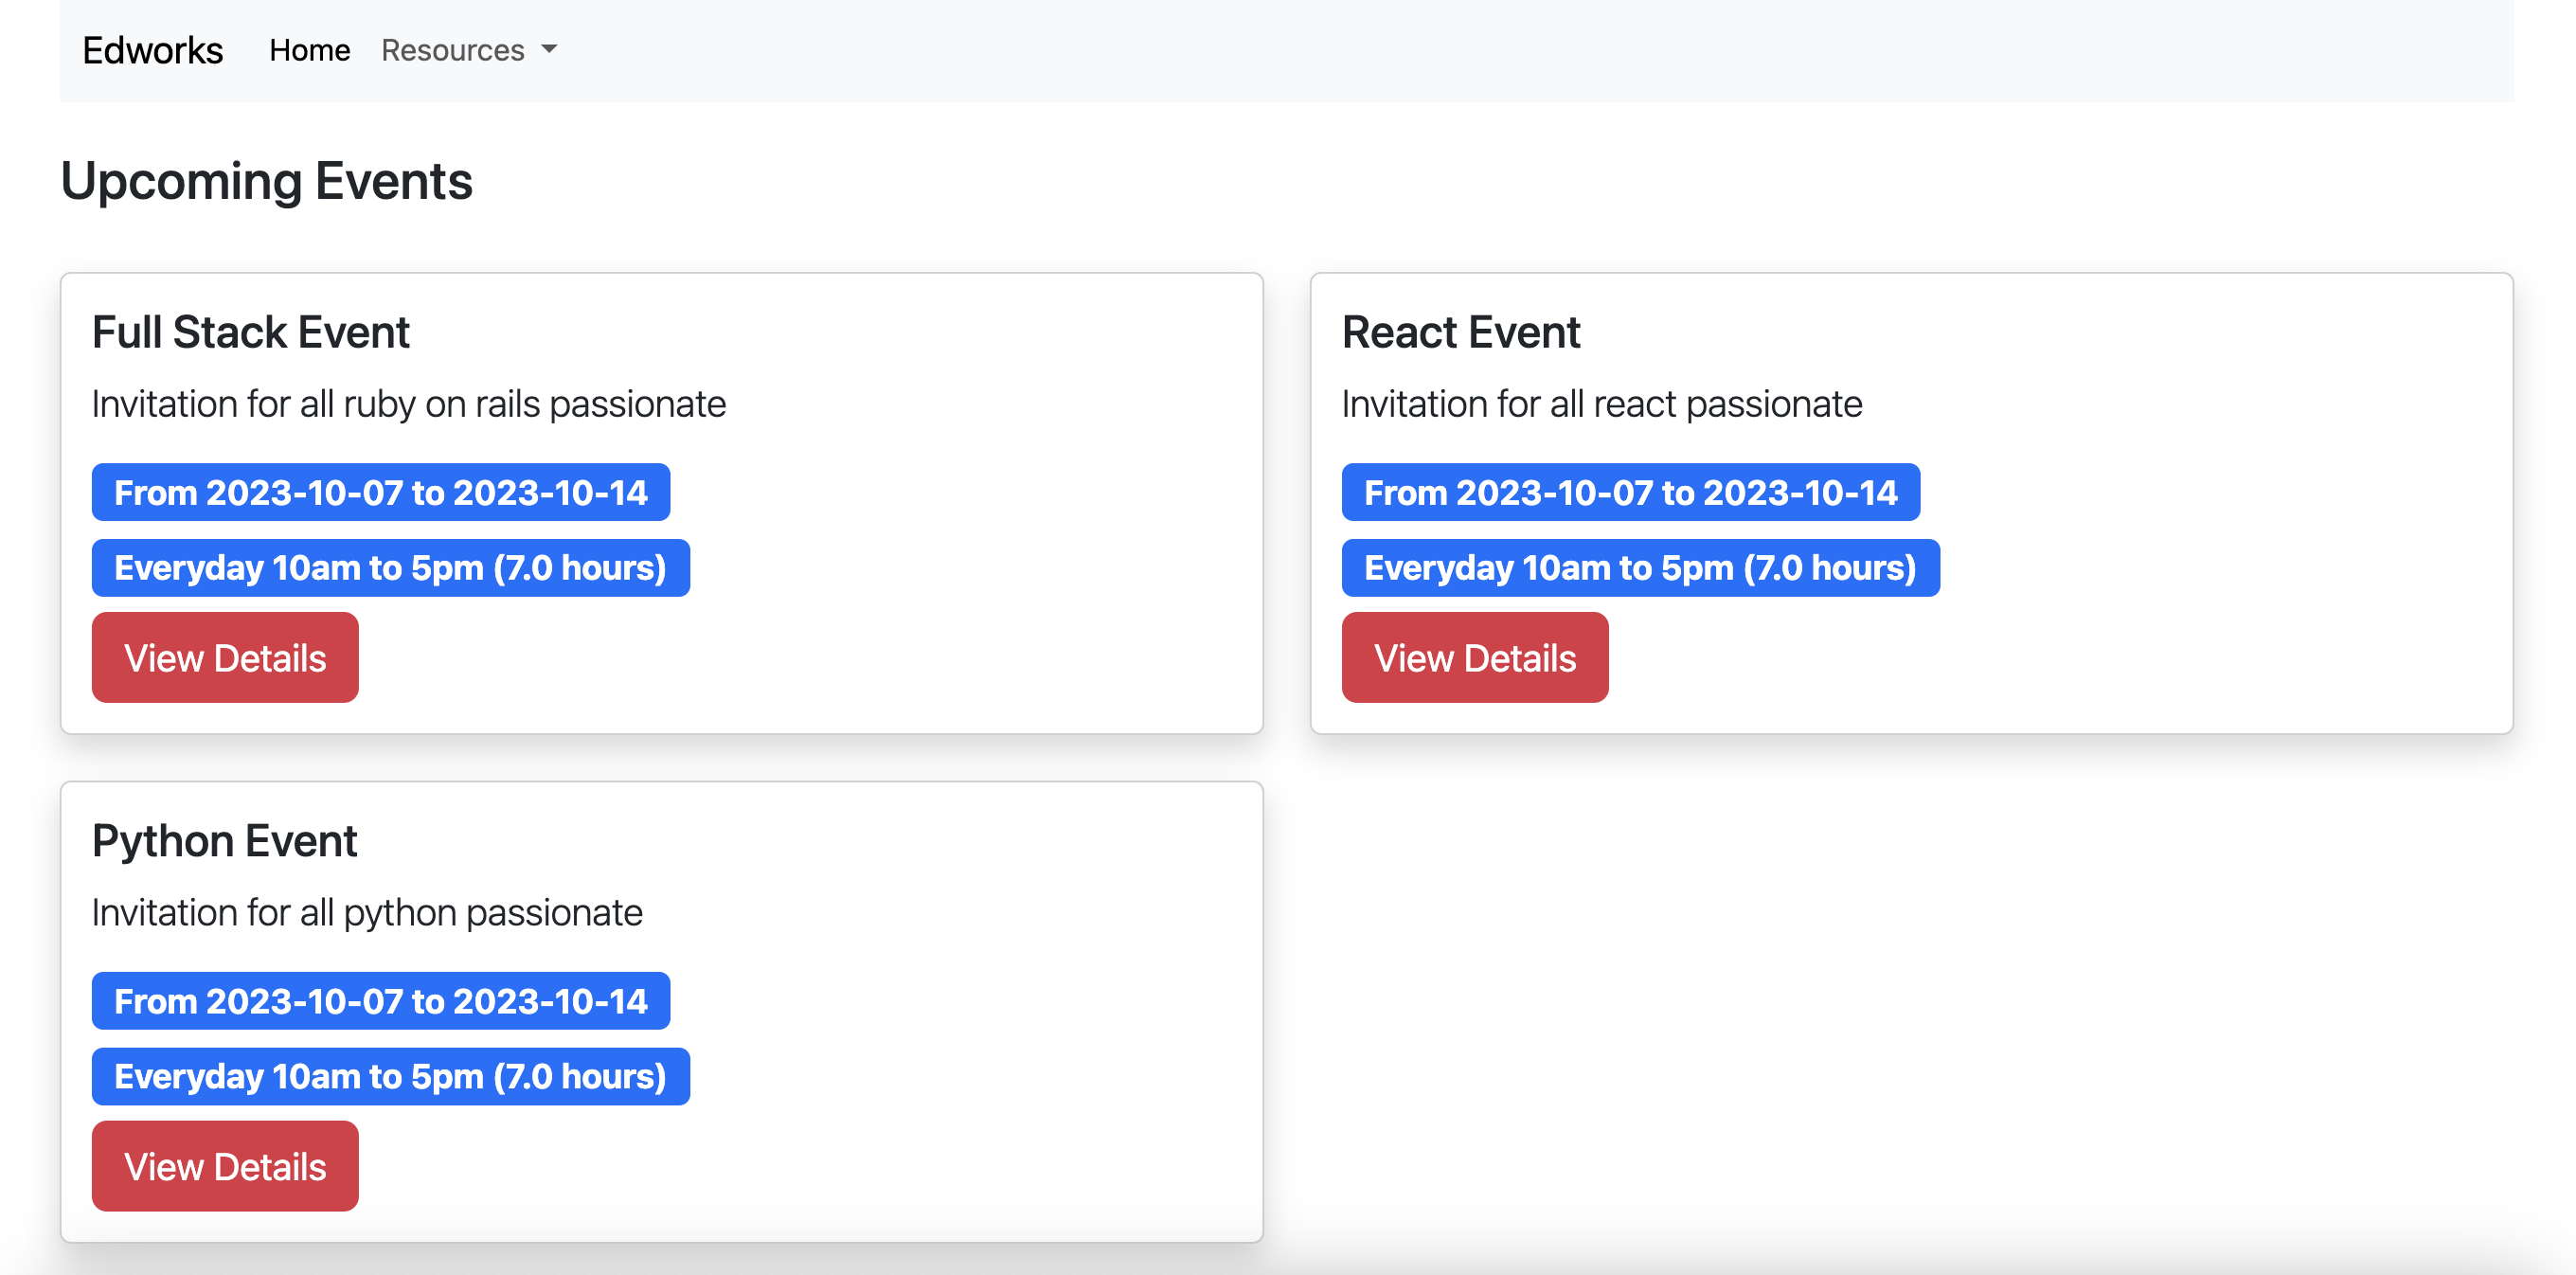 Edworks Home Resources
Upcoming Events
Full Stack Event
Invitation for all ruby on rails passionate
From 2023-10-07 to 2023-10-14
Everyday 10am to 5pm (7.0 hours)
View Details
React Event
Invitation for all react passionate
From 2023-10-07 to 2023-10-14
Everyday 10am to 5pm (7.0 hours)
View Details
Python Event
Invitation for all python passionate
From 2023-10-07 to 2023-10-14
Everyday 10am to 5pm (7.0 hours)
View Details